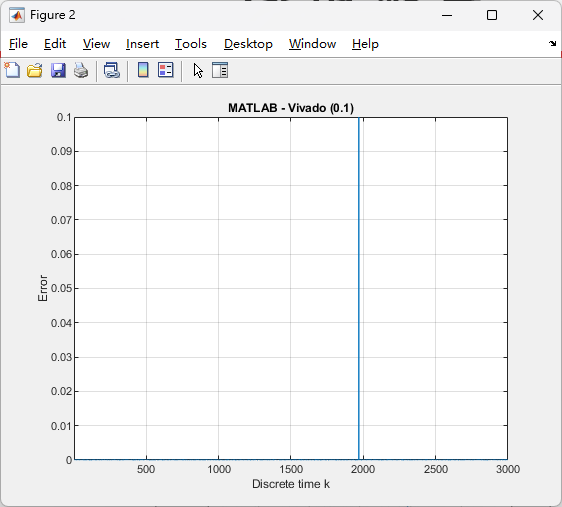 Figure 2
File Edit View Insert Tools Desktop Window Help
MATLAB - Vivado (0.1)
0.1
0.09
0.08
0.07
0.06
0.05
0.04
0.03
0.02
0.01
0
Error
500 1000 1500 2000 2500 3000
Discrete time k